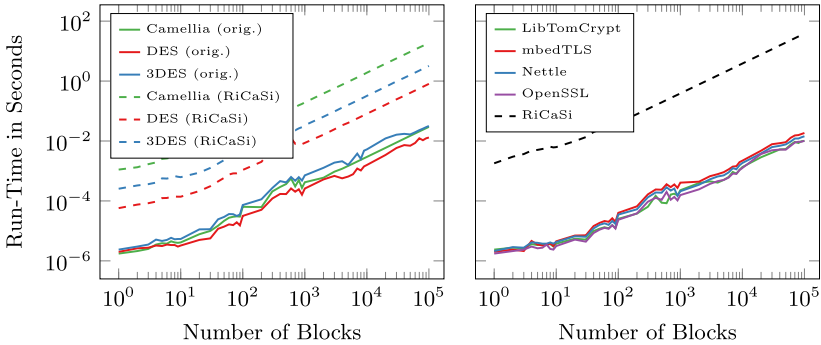 Run-Time in Seconds
10^2
10^0
10^−2
10^−4
10^−6
Camellia (orig.)
DES (orig.)
3DES (orig.)
Camellia (RiCaSi)
DES (RiCaSi)
3DES (RiCaSi)
10^0 10^1 10^2 10^3 10^4 10^5
Number of Blocks
LibTomCrypt
mbedTLS
Nettle
OpenSSL
RiCaSi
10^0 10^1 10^2 10^3 10^4 10^5
Number of Blocks